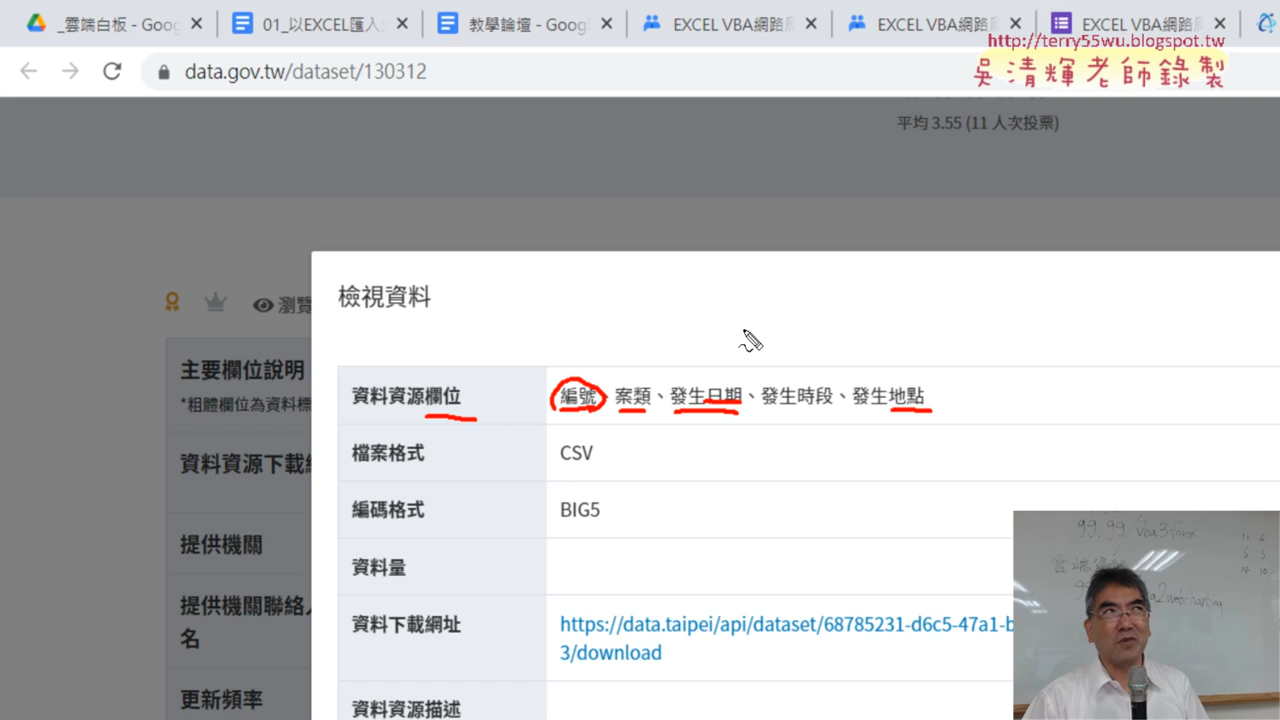 _雲端白板 - Goog
01_以EXCEL匯入
教學論壇 - Goog
EXCEL VBA網路
EXCEL VBA網路
EXCEL VBA網路
http://terry55wu.blogspot.tw
data.gov.tw/dataset/130312
吳清輝老師錄製
平均 3.55 (11 人次投票)
瀏覽
檢視資料
主要欄位說明
*粗體欄位為資料標
資料資源欄位
編號、案類、發生日期、發生時段、發生地點
檔案格式
CSV
資料資源下載
編碼格式
BIG5
99.99 /vba3form
提供機關
資料量
提供機關聯絡人
名
資料下載網址
https://data.taipei/api/dataset/68785231-d6c5-47a1-b
3/download
更新頻率
資料資源描述